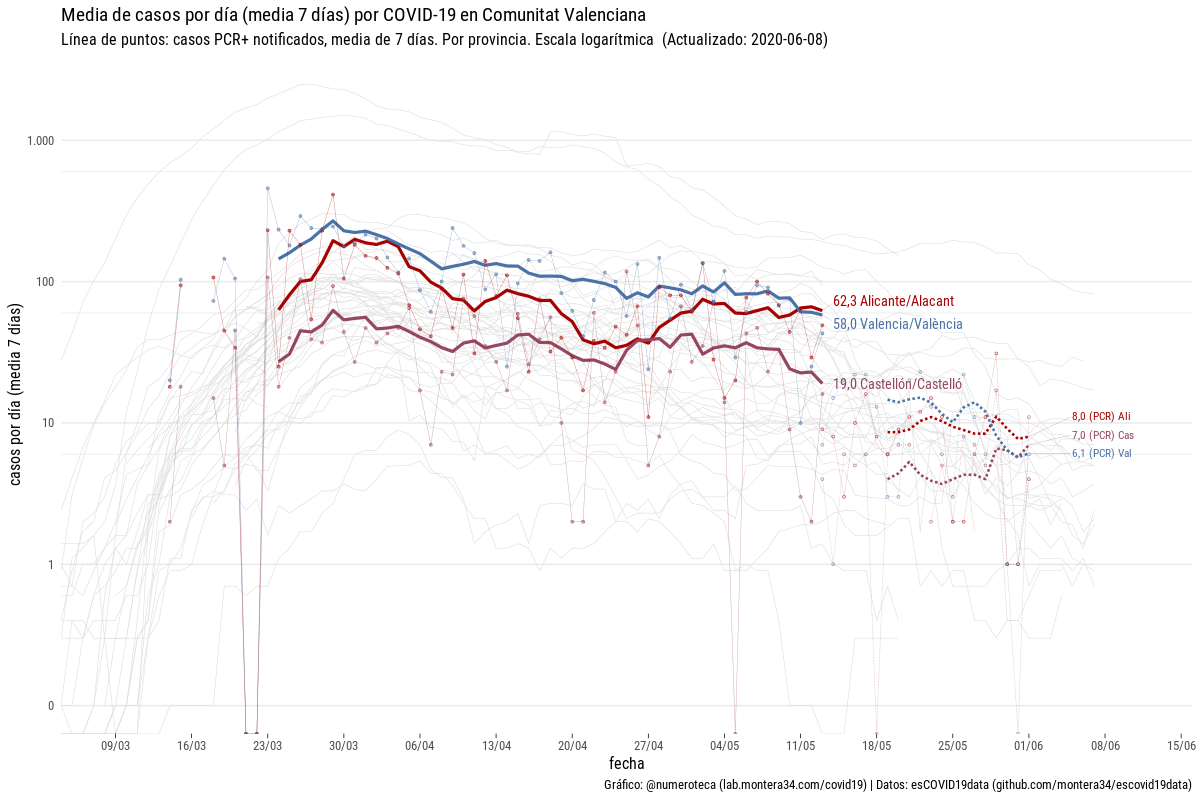 Media de casos por día (media 7 días) por COVID-19 en Comunitat Valenciana
Línea de puntos: casos PCR+ notificados, media de 7 días. Por provincia. Escala logarítmica (Actualizado: 2020-06-08)
casos por día (media 7 días)
1.000
100
10
1
0
62,3 Alicante/Alacant
58,0 Valencia/València
19,0 Castellón/Castelló
8,0 (PCR) Ali
7,0 (PCR) Cas
6,1 (PCR) Val
09/03 16/03 23/03 30/03 06/04 13/04 20/04 27/04 04/05 11/05 18/05 25/05 01/06 08/06 15/06
fecha
Gráfico: @numeroteca (lab.montera34.com/covid19) | Datos: esCOVID19data (github.com/montera34/escovid19data)